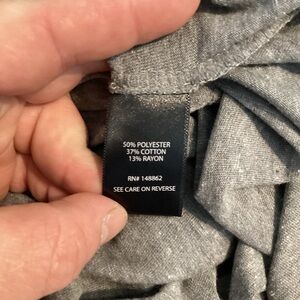 50% POLYESTER
37% COTTON
13% RAYON
RN# 148862
SEE CARE ON REVERSE